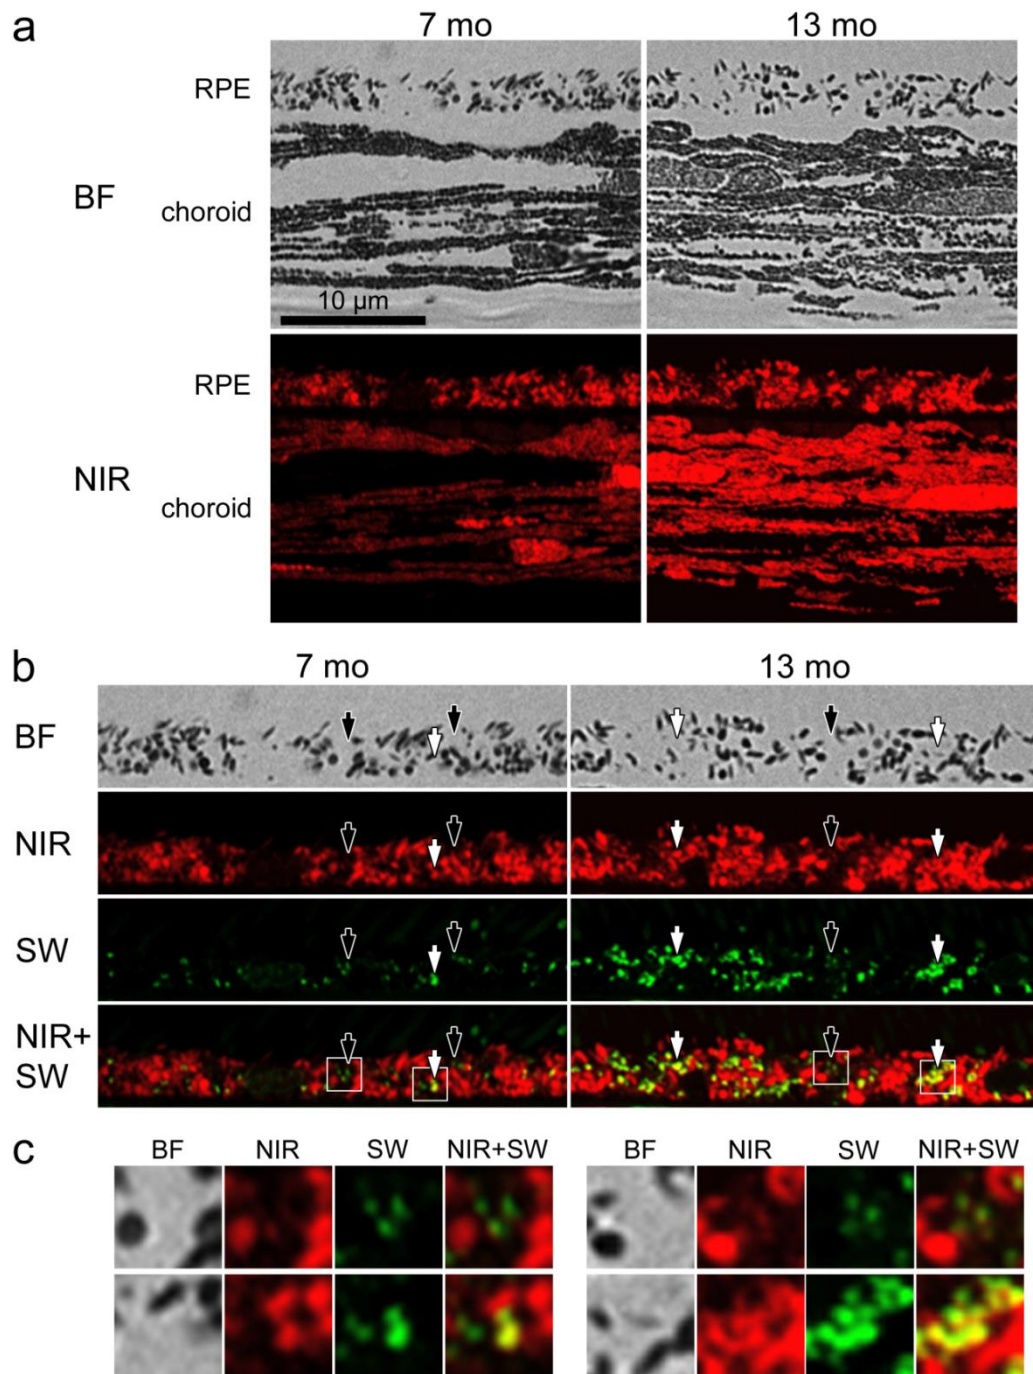 a
7 mo 13 mo
RPE
BF
choroid
10 µm
RPE
NIR
choroid
b
7 mo 13 mo
BF
NIR
SW
NIR+
SW
c
BF NIR SW NIR+SW BF NIR SW NIR+SW